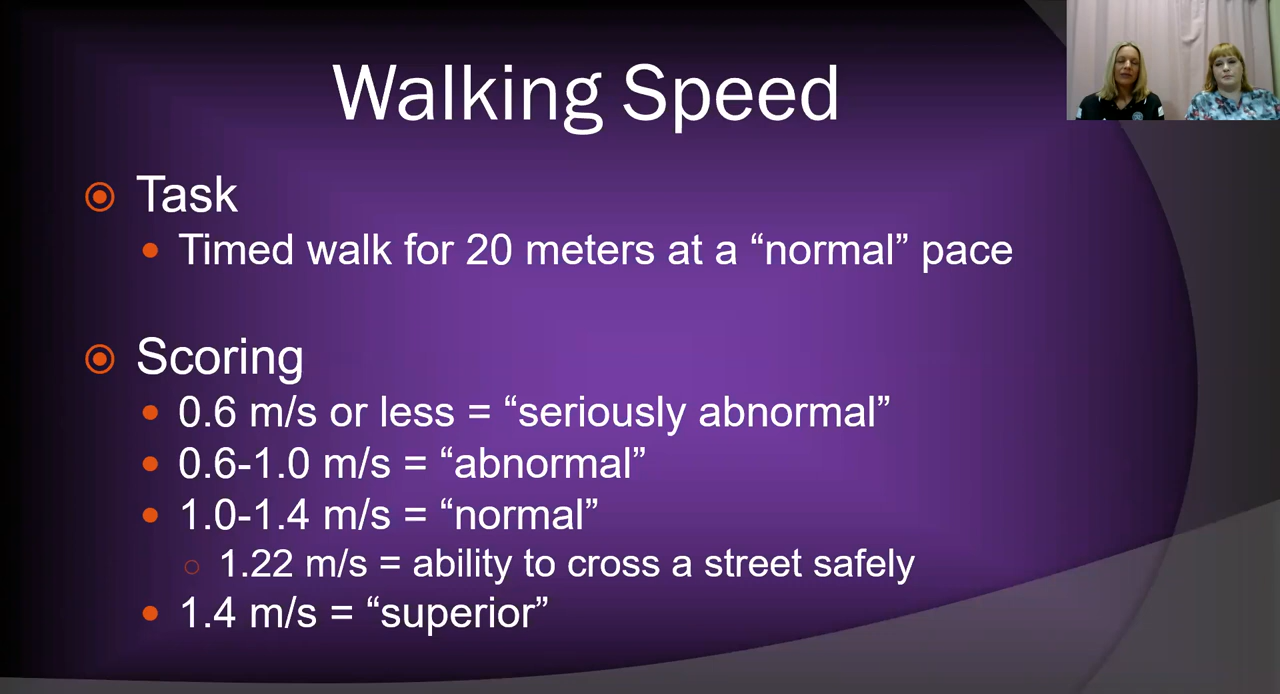 Walking Speed
Task
Timed walk for 20 meters at a “normal” pace
Scoring
0.6 m/s or less = “seriously abnormal”
0.6-1.0 m/s = “abnormal”
1.0-1.4 m/s = “normal”
1.22 m/s = ability to cross a street safely
1.4 m/s = “superior”